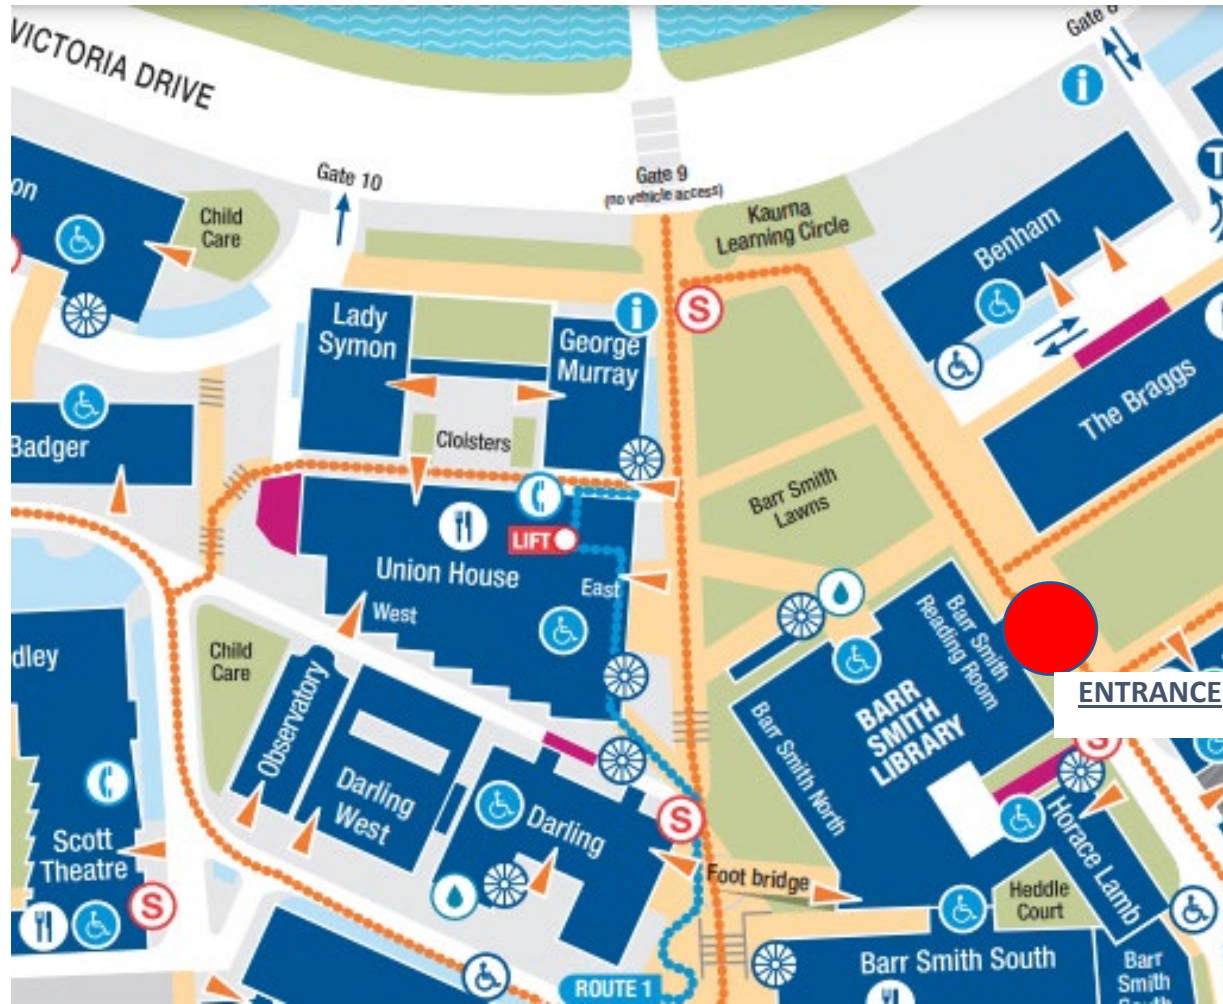 VICTORIA DRIVE
Gate 10
Gate 9
(no vehicle access)
i
T
Child
Care
Kaurna
Learning Circle
Benham
Lady
Symon
George
Murray
i
S
The Braggs
Badger
Cloisters
Barr Smith
Lawns
LIFT
Union House
East
West
Child
Care
Barr Smith
Reading Room
BARR
SMITH
LIBRARY
ENTRANCE
S
Barr Smith North
Observatory
Darling
West
Darling
S
Scott
Theatre
S
Foot bridge
Horace Lamb
Heddle
Court
Barr Smith South
Barr
Smith
ROUTE 1